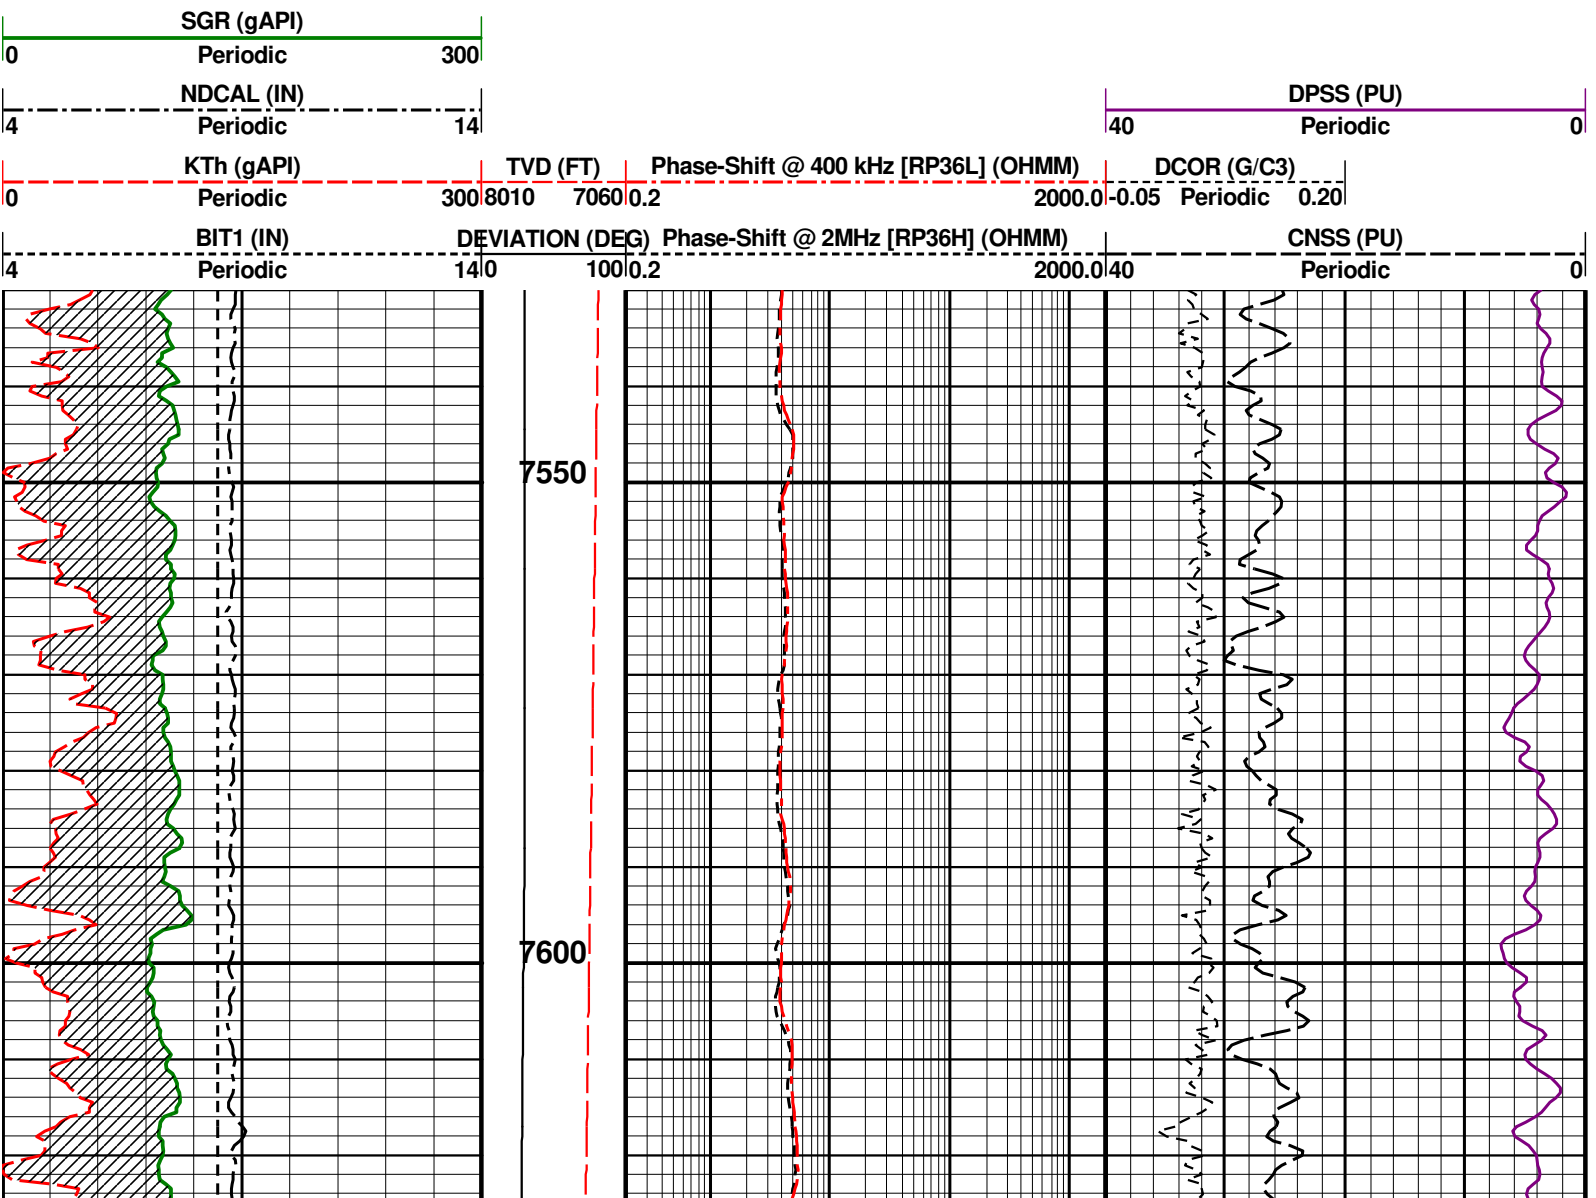 SGR (gAPI)
0 Periodic 300
NDCAL (IN)
4 Periodic 14
DPSS (PU)
40 Periodic 0
KTh (gAPI)
0 Periodic 300
TVD (FT)
8010 7060
Phase-Shift @ 400 kHz [RP36L] (OHMM)
0.2 2000.0
DCOR (G/C3)
-0.05 Periodic 0.20
BIT1 (IN)
4 Periodic 14
DEVIATION (DEG)
0 100
Phase-Shift @ 2MHz [RP36H] (OHMM)
0.2 2000.0
CNSS (PU)
40 Periodic 0
7550
7600